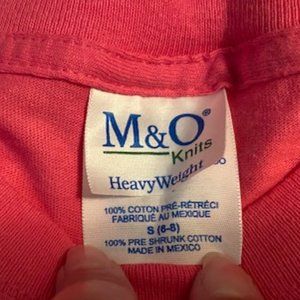 M&O®
Knits
HeavyWeight
100% COTON PRÉ-RÉTRÉCI
FABRIQUÉ AU MEXIQUE
S (6-8)
100% PRE SHRUNK COTTON
MADE IN MEXICO